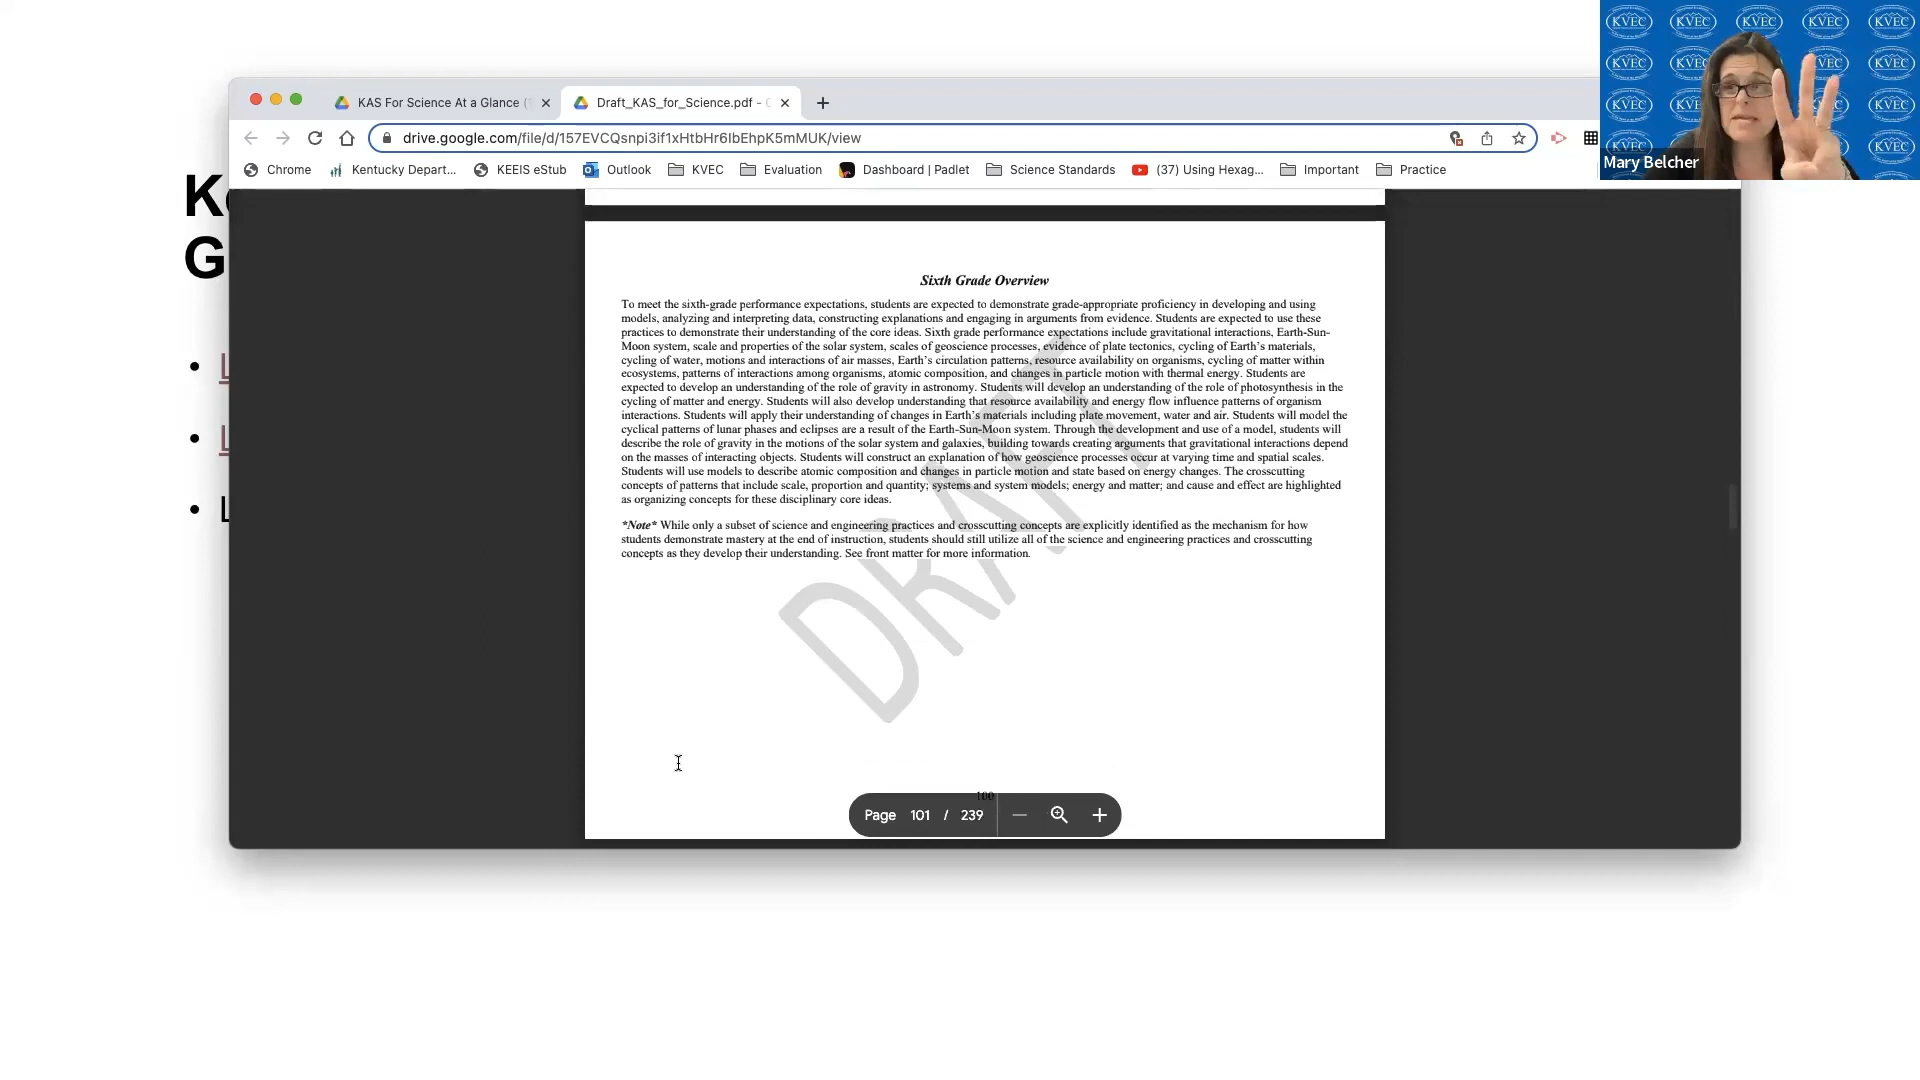 KVEC KVEC KVEC KVEC KVEC
KVEC KVEC
KVEC KVEC
KVEC
Mary Belcher
KAS For Science At a Glance (
Draft_KAS_for_Science.pdf -
drive.google.com/file/d/157EVCQsnpi3if1xHtbHr6IbEhpK5mMUK/view
Chrome
Kentucky Depart...
KEEIS eStub
Outlook
KVEC
Evaluation
Dashboard | Padlet
Science Standards
(37) Using Hexag...
Important
Practice
K
G
Sixth Grade Overview
To meet the sixth-grade performance expectations, students are expected to demonstrate grade-appropriate proficiency in developing and using
models, analyzing and interpreting data, constructing explanations and engaging in arguments from evidence. Students are expected to use these
practices to demonstrate their understanding of the core ideas. Sixth grade performance expectations include gravitational interactions, Earth-Sun-
Moon system, scale and properties of the solar system, scales of geoscience processes, evidence of plate tectonics, cycling of Earth's materials,
cycling of water, motions and interactions of air masses, Earth's circulation patterns, resource availability on organisms, cycling of matter within
ecosystems, patterns of interactions among organisms, atomic composition, and changes in particle motion with thermal energy. Students are
expected to develop an understanding of the role of gravity in astronomy. Students will develop an understanding of the role of photosynthesis in the
cycling of matter and energy. Students will also develop understanding that resource availability and energy flow influence patterns of organism
interactions. Students will apply their understanding of changes in Earth's materials including plate movement, water and air. Students will model the
cyclical patterns of lunar phases and eclipses are a result of the Earth-Sun-Moon system. Through the development and use of a model, students will
describe the role of gravity in the motions of the solar system and galaxies, building towards creating arguments that gravitational interactions depend
on the masses of interacting objects. Students will construct an explanation of how geoscience processes occur at varying time and spatial scales.
Students will use models to describe atomic composition and changes in particle motion and state based on energy changes. The crosscutting
concepts of patterns that include scale, proportion and quantity; systems and system models; energy and matter; and cause and effect are highlighted
as organizing concepts for these disciplinary core ideas.
*Note* While only a subset of science and engineering practices and crosscutting concepts are explicitly identified as the mechanism for how
students demonstrate mastery at the end of instruction, students should still utilize all of the science and engineering practices and crosscutting
concepts as they develop their understanding. See front matter for more information.
DRAFT
100
Page 101 / 239